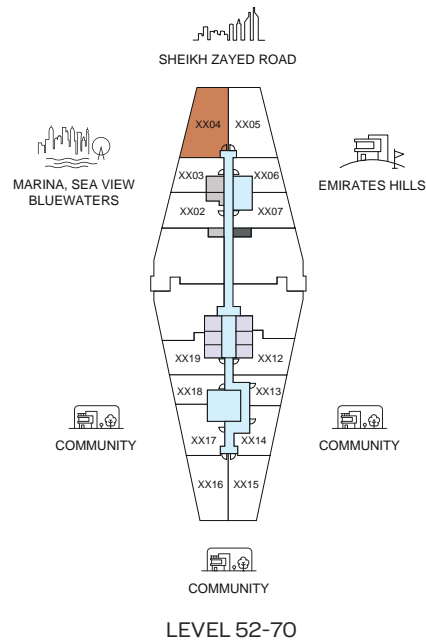 SHEIKH ZAYED ROAD
XX04
XX05
MARINA, SEA VIEW
BLUEWATERS
EMIRATES HILLS
XX03
XX06
XX02
XX07
XX19
XX12
XX18
XX13
COMMUNITY
COMMUNITY
XX17
XX14
XX16
XX15
COMMUNITY
LEVEL 52-70